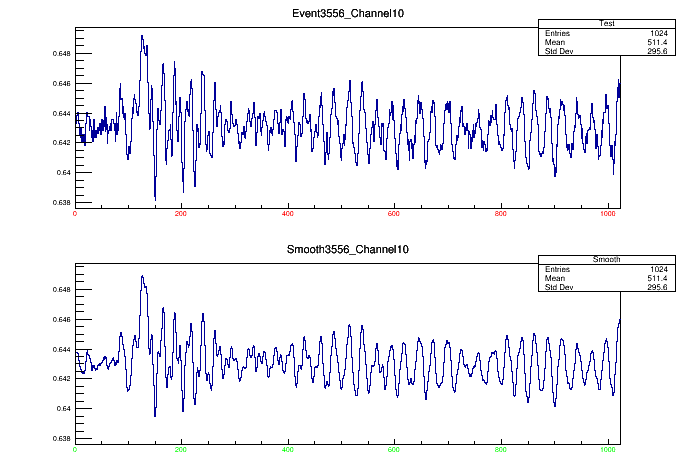 Event3556_Channel10
Test
Entries 1024
Mean 511.4
Std Dev 295.6
0.648
0.646
0.644
0.642
0.64
0.638
0 200 400 600 800 1000
Smooth3556_Channel10
Smooth
Entries 1024
Mean 511.4
Std Dev 295.6
0.648
0.646
0.644
0.642
0.64
0.638
0 200 400 600 800 1000